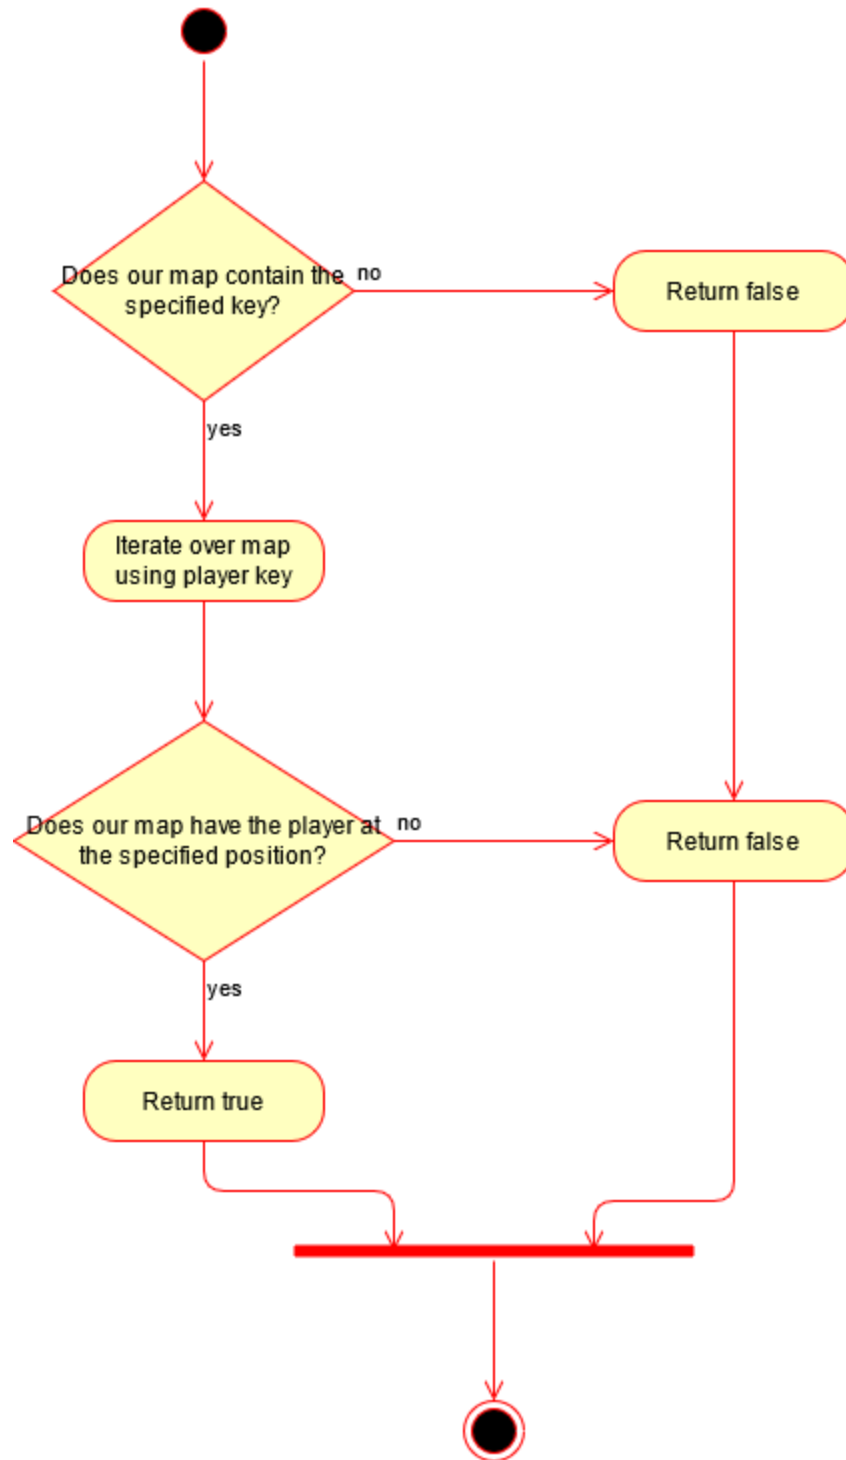 Does our map contain the
specified key?
no
Return false
yes
Iterate over map
using player key
Does our map have the player at
the specified position?
no
Return false
yes
Return true